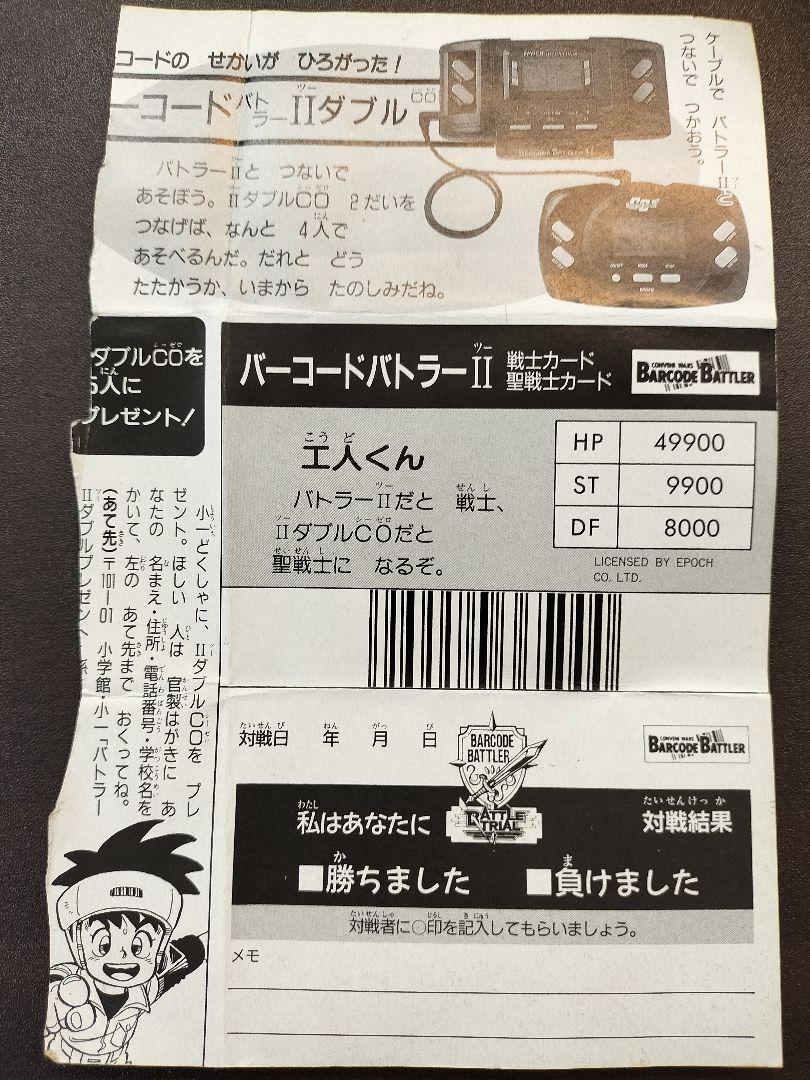 コードの せかいが ひろがった！
ーコードバトラーIIダブルC0
ケーブルで バトラーIIと
つないで つかおう。
バトラーIIと つないで
あそぼう。IIダブルC0 2だいを
つなげば、なんと 4人で
あそべるんだ。だれと どう
たたかうか、いまから たのしみだね。
ダブルC0を
5人に
プレゼント！
バーコードバトラーII 戦士カード
聖戦士カード
CONVENI WARS
BARCODE BATTLER
工人くん
バトラーIIだと 戦士、
IIダブルC0だと
聖戦士に なるぞ。
HP 49900
ST 9900
DF 8000
LICENSED BY EPOCH
CO. LTD.
小一どくしゃに、IIダブルC0を プレ
ゼント。ほしい 人は 官製はがきに あ
なたの 名まえ・住所・電話番号・学校名を
かいて、左の あて先まで おくってね。
(あて先)〒101-01 小学館・小一「バトラー
IIダブルプレゼント」係
対戦日 年 月 日
BARCODE
BATTLER
BATTLE
TRIAL
CONVENI WARS
BARCODE BATTLER
私はあなたに
対戦結果
■勝ちました ■負けました
対戦者に○印を記入してもらいましょう。
メモ